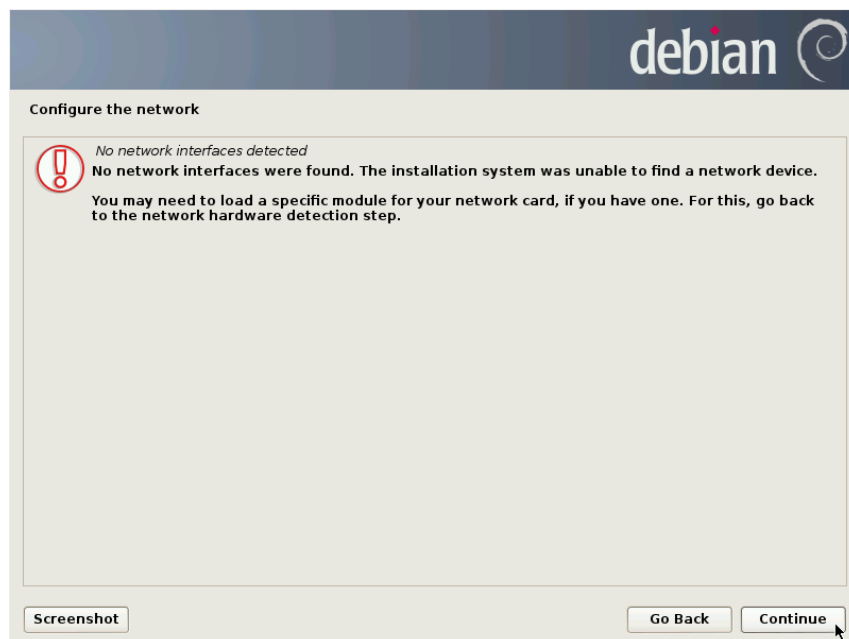 debian
Configure the network
No network interfaces detected
No network interfaces were found. The installation system was unable to find a network device.
You may need to load a specific module for your network card, if you have one. For this, go back
to the network hardware detection step.
Screenshot
Go Back
Continue